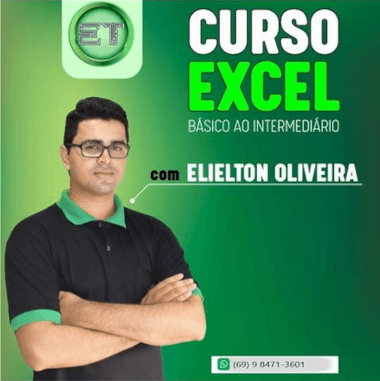 ET
CURSO
EXCEL
BÁSICO AO INTERMEDIÁRIO
com ELIELTON OLIVEIRA
(69) 9 8471-3601